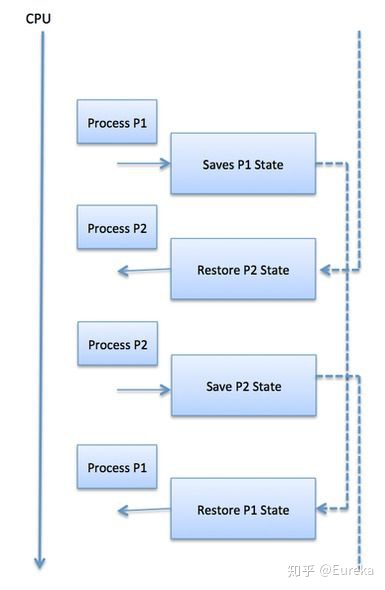 CPU
Process P1
Saves P1 State
Process P2
Restore P2 State
Process P2
Save P2 State
Process P1
Restore P1 State
知乎 @Eureka